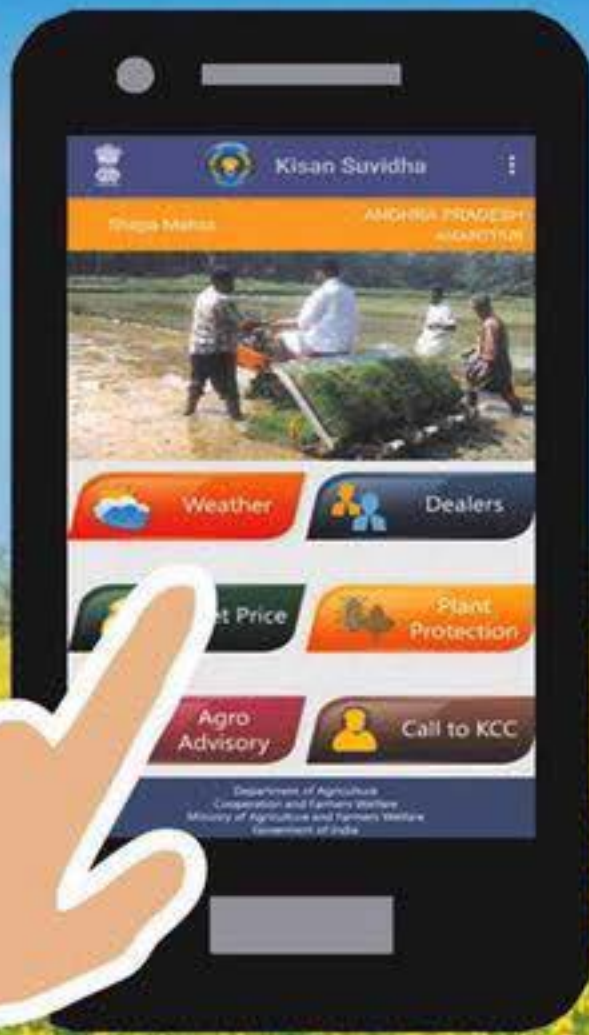 Kisan Suvidha
ANDHRA PRADESH
Weather
Dealers
et Price
Plant
Protection
Agro
Advisory
Call to KCC
Department of Agriculture
Cooperation and Farmers Welfare
Ministry of Agriculture and Farmers Welfare
Government of India